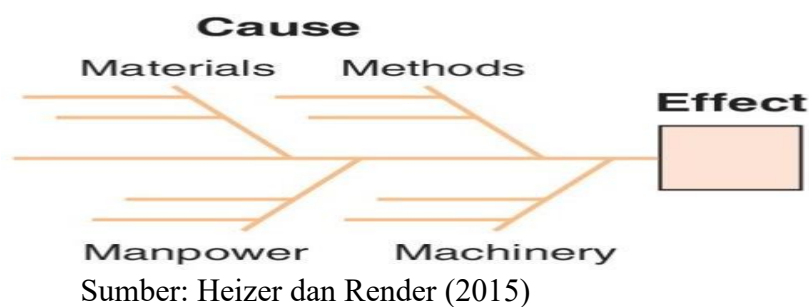 Cause
Materials Methods
Effect
Manpower Machinery
Sumber: Heizer dan Render (2015)